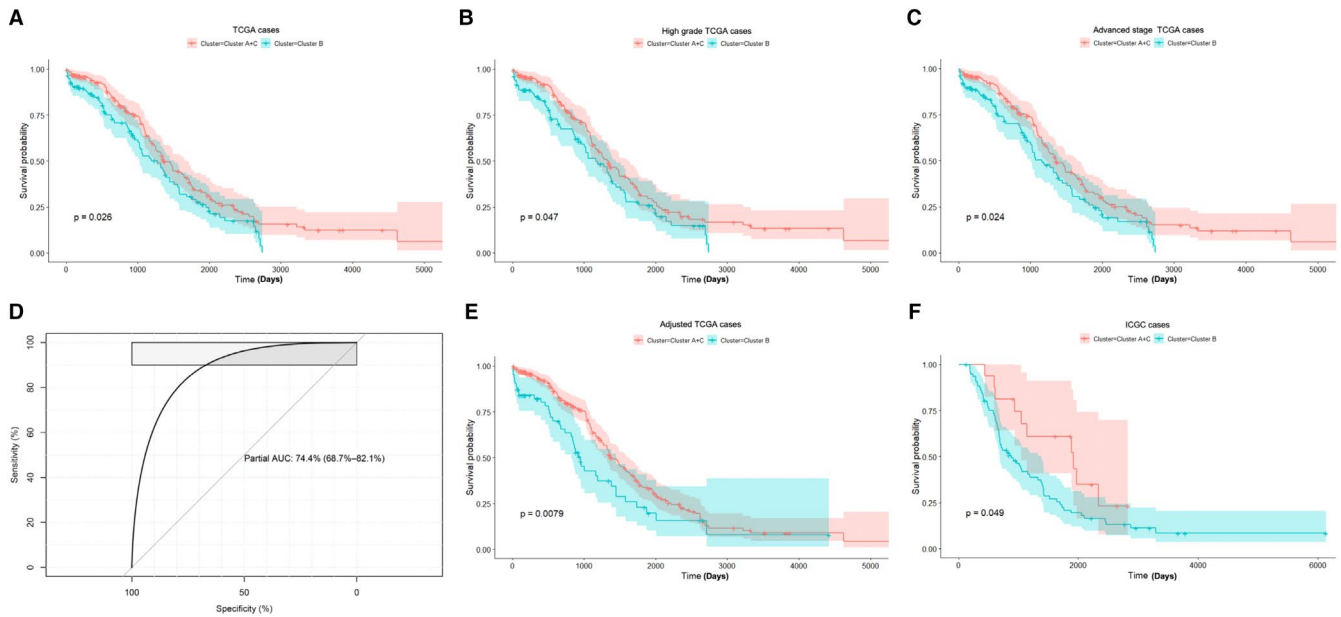 A
TCGA cases
Cluster=Cluster A+C Cluster=Cluster B
Survival probability
1.00
0.75
0.50
0.25
0.00
p = 0.026
0 1000 2000 3000 4000 5000
Time (Days)
B
High grade TCGA cases
Cluster=Cluster A+C Cluster=Cluster B
Survival probability
1.00
0.75
0.50
0.25
0.00
p = 0.047
0 1000 2000 3000 4000 5000
Time (Days)
C
Advanced stage TCGA cases
Cluster=Cluster A+C Cluster=Cluster B
Survival probability
1.00
0.75
0.50
0.25
0.00
p = 0.024
0 1000 2000 3000 4000 5000
Time (Days)
D
Sensitivity (%)
100
80
60
40
20
0
Partial AUC: 74.4% (68.7%–82.1%)
100 50 0
Specificity (%)
E
Adjusted TCGA cases
Cluster=Cluster A+C Cluster=Cluster B
Survival probability
1.00
0.75
0.50
0.25
0.00
p = 0.0079
0 1000 2000 3000 4000 5000
Time (Days)
F
ICGC cases
Cluster=Cluster A+C Cluster=Cluster B
Survival probability
1.00
0.75
0.50
0.25
0.00
p = 0.049
0 2000 4000 6000
Time (Days)